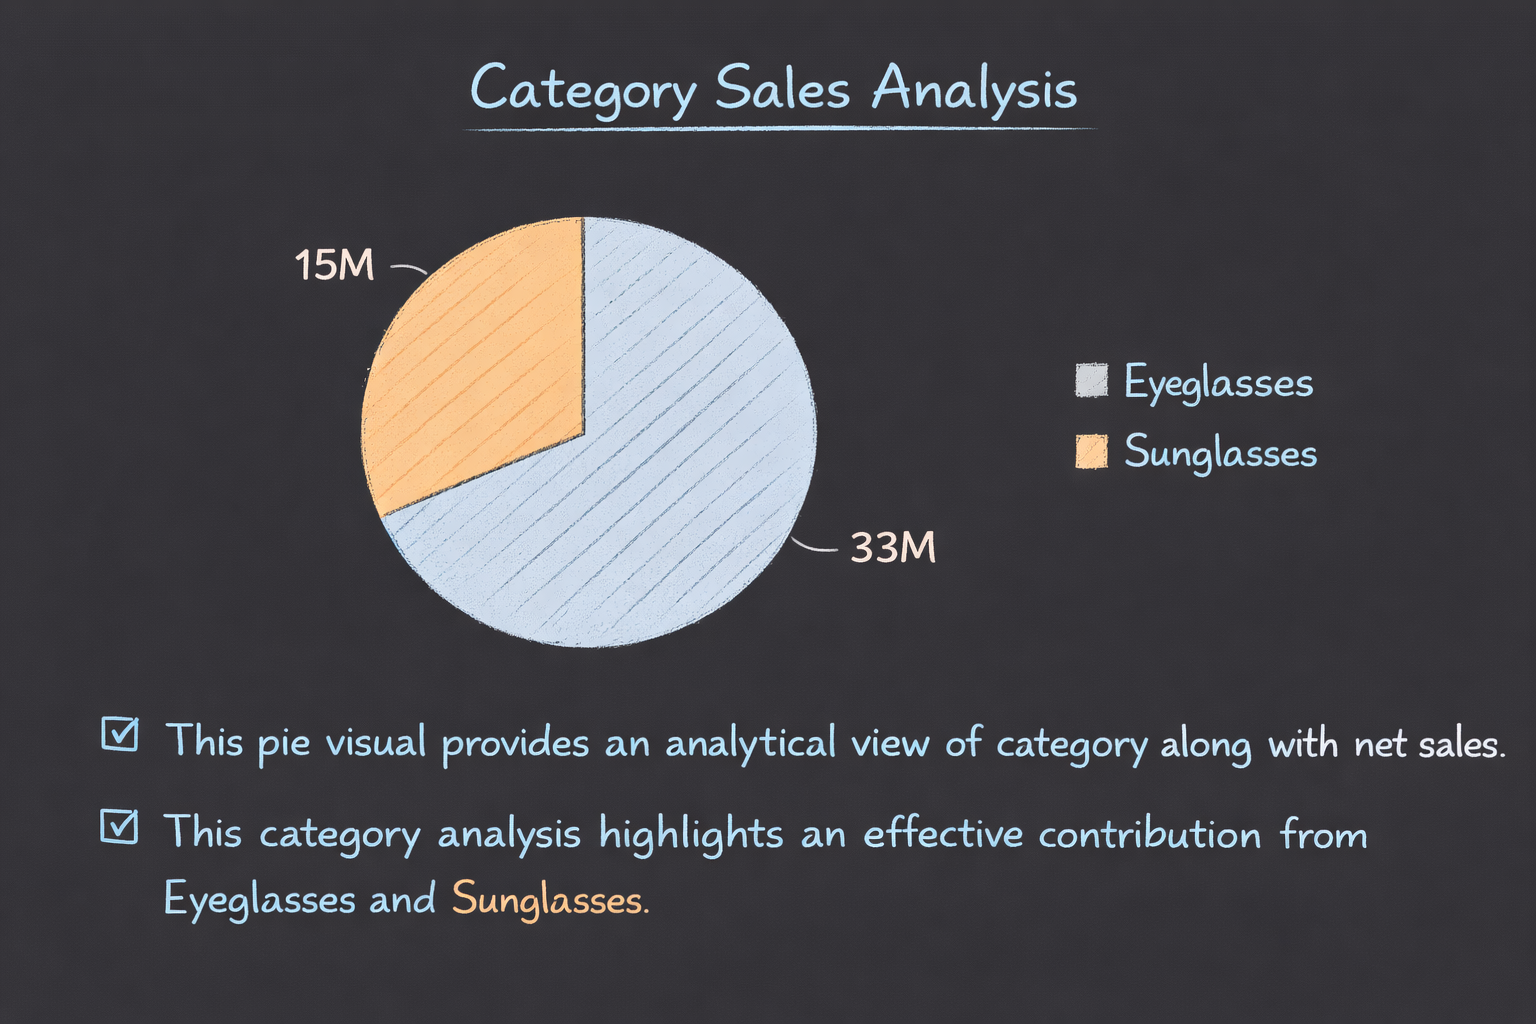 Category Sales Analysis
15M
33M
Eyeglasses
Sunglasses
This pie visual provides an analytical view of category along with net sales.
This category analysis highlights an effective contribution from
Eyeglasses and Sunglasses.